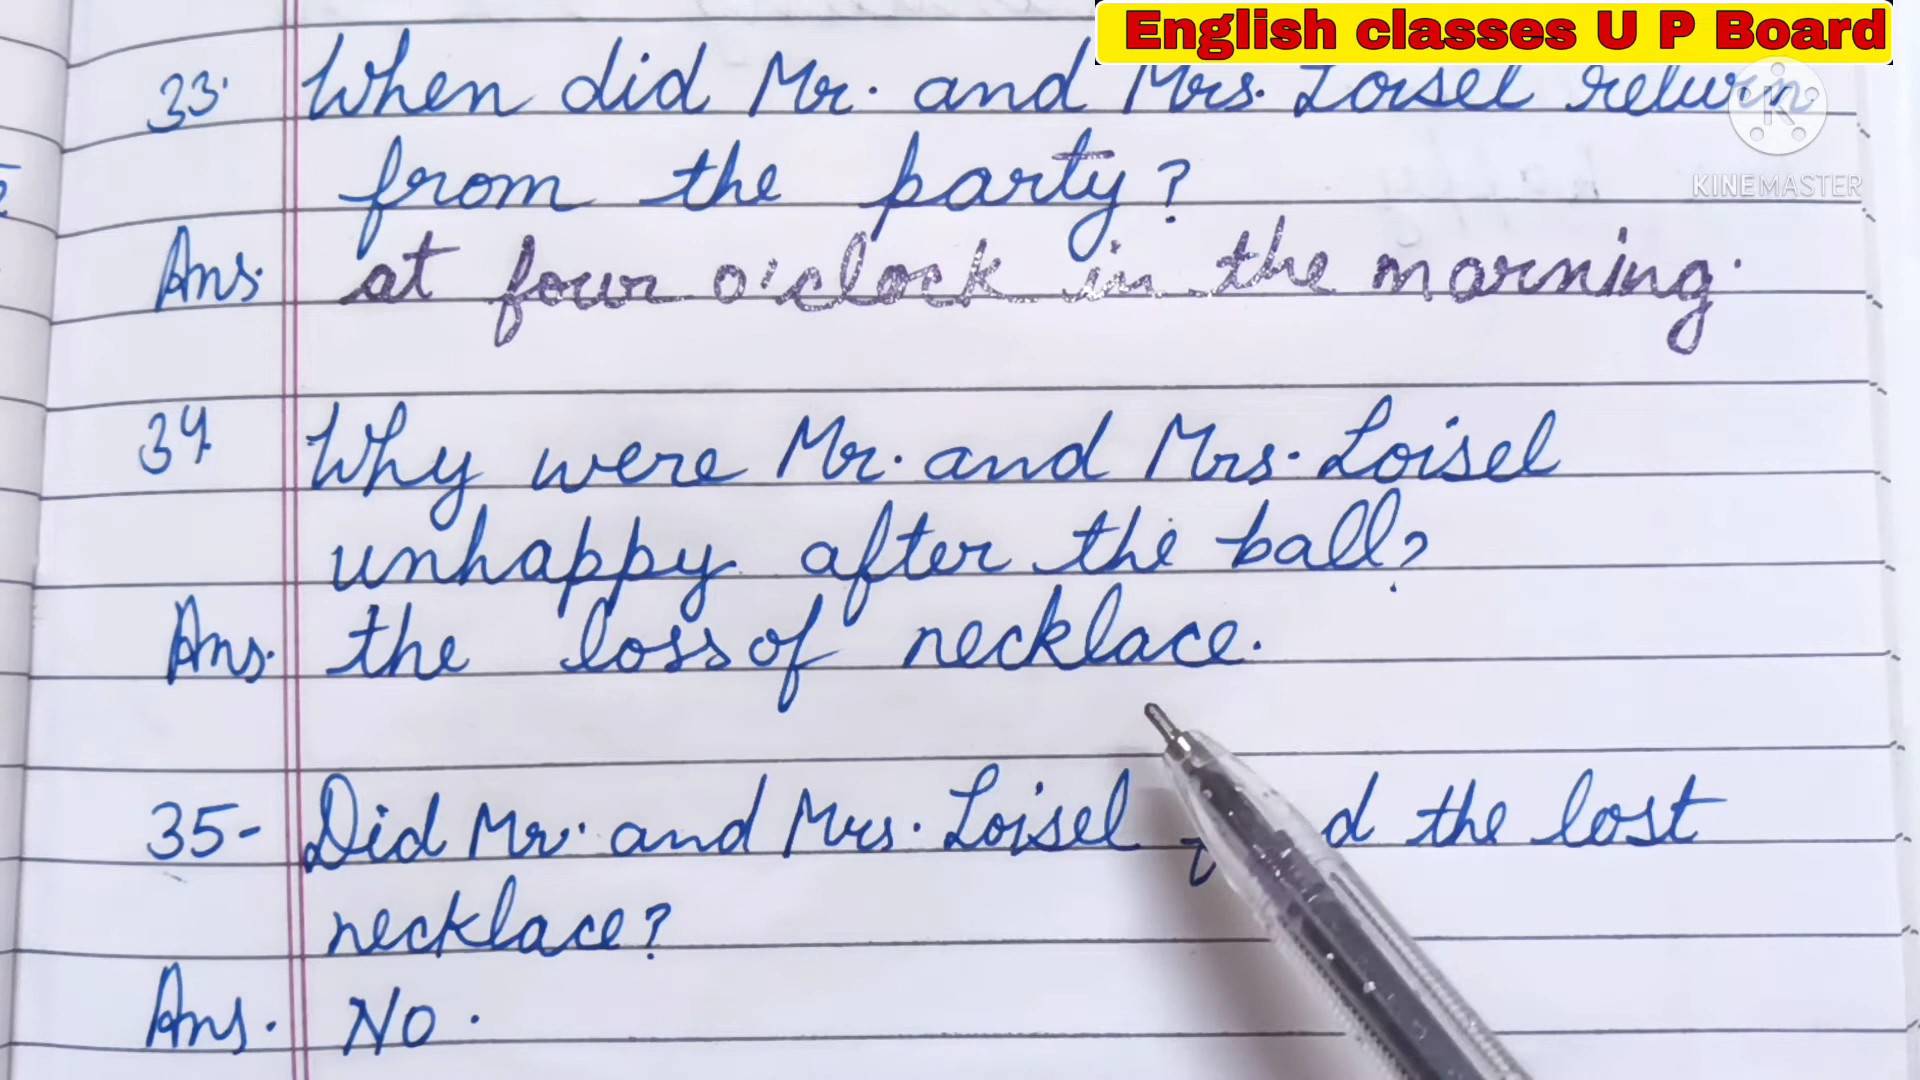 English classes U P Board
33. When did Mr. and Mrs. Loisel return
KINEMASTER
from the party?
Ans. at four o'clock in the morning.
34. Why were Mr. and Mrs. Loisel
unhappy after the ball?
Ans. the loss of necklace.
35- Did Mr. and Mrs. Loisel d the lost
necklace?
Ans. No.